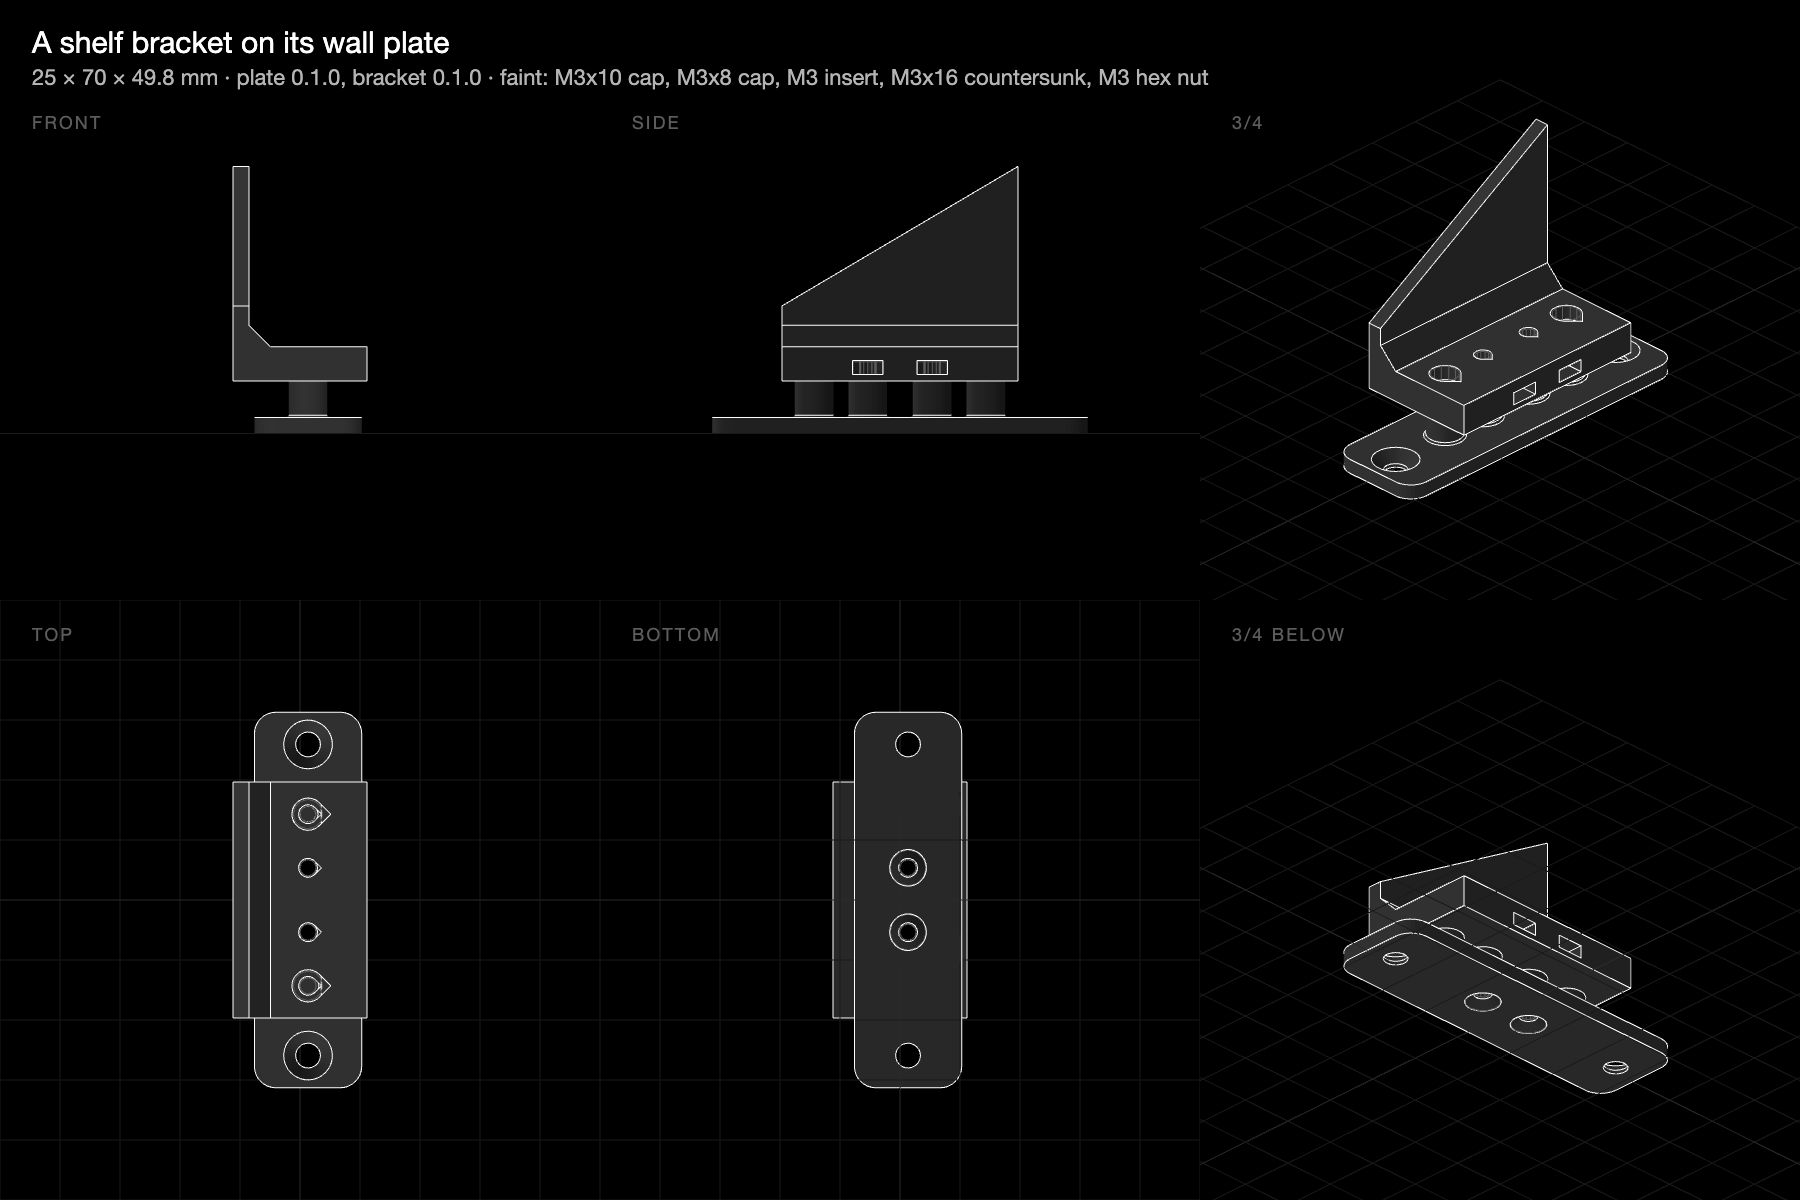 A shelf bracket on its wall plate
25 × 70 × 49.8 mm · plate 0.1.0, bracket 0.1.0 · faint: M3x10 cap, M3x8 cap, M3 insert, M3x16 countersunk, M3 hex nut
FRONT
SIDE
3/4
TOP
BOTTOM
3/4 BELOW